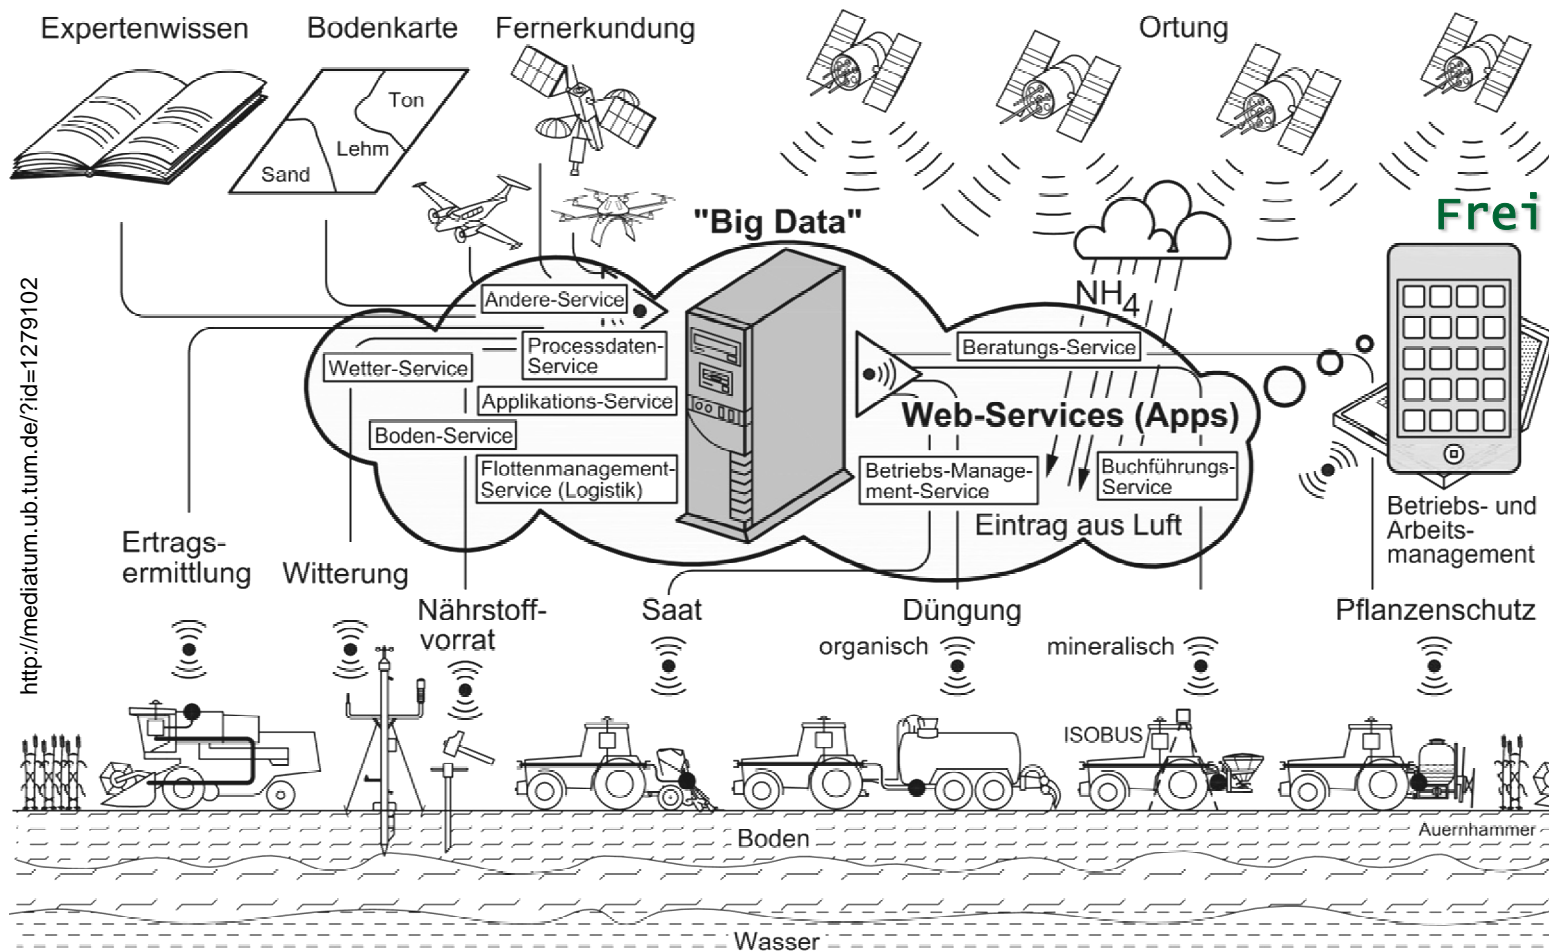 Expertenwissen
Bodenkarte
Fernerkundung
Ortung
Ton
Lehm
Sand
"Big Data"
Frei
http://mediatum.ub.tum.de/?id=1279102
NH4
Andere-Service
Processdaten-
Service
Wetter-Service
Applikations-Service
Boden-Service
Flottenmanagement-
Service (Logistik)
Beratungs-Service
Web-Services (Apps)
Betriebs-Manage-
ment-Service
Buchführungs-
Service
Eintrag aus Luft
Betriebs- und
Arbeits-
management
Ertrags-
ermittlung
Witterung
Nährstoff-
vorrat
Saat
Düngung
organisch
mineralisch
Pflanzenschutz
ISOBUS
Boden
Auernhammer
Wasser